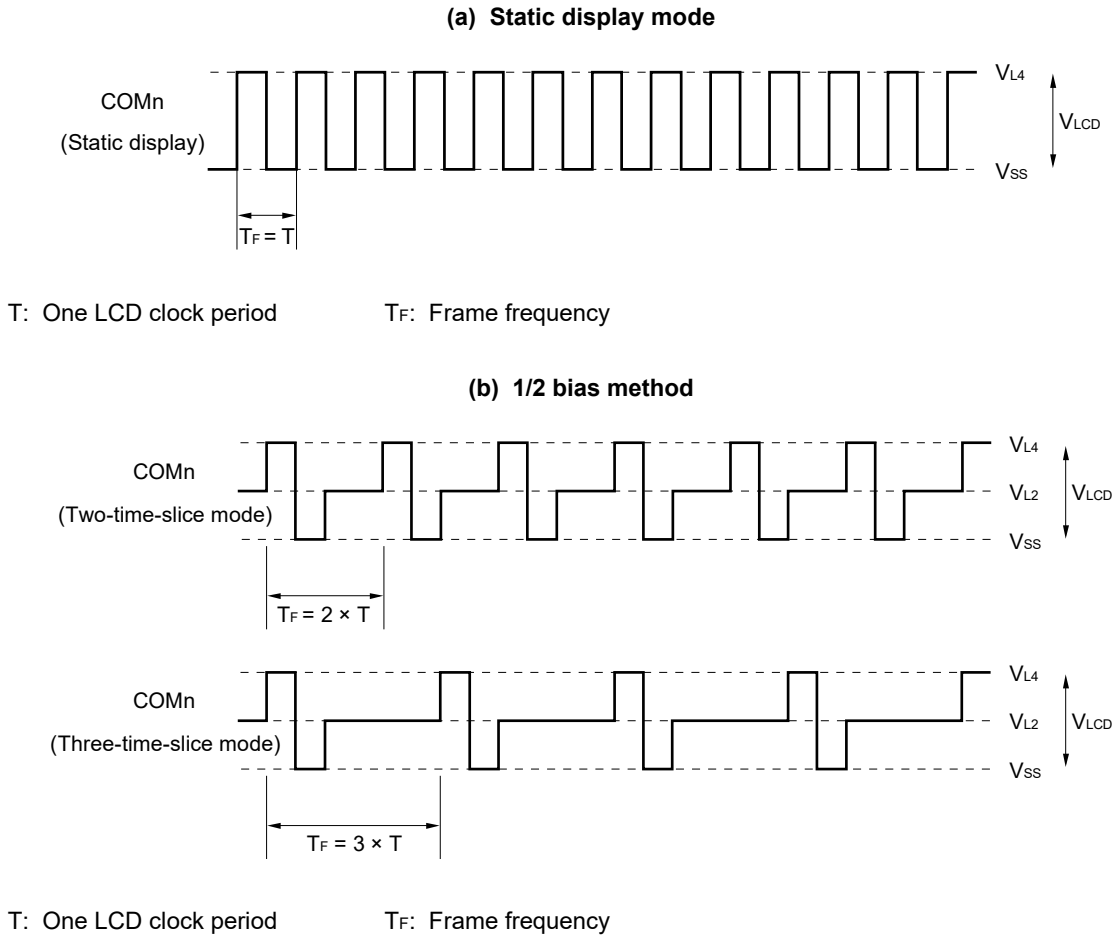 (a) Static display mode
COMn
(Static display)
VL4
VLCD
VSS
TF = T
T: One LCD clock period TF: Frame frequency
(b) 1/2 bias method
COMn
(Two-time-slice mode)
VL4
VL2
VLCD
VSS
TF = 2 × T
COMn
(Three-time-slice mode)
VL4
VL2
VLCD
VSS
TF = 3 × T
T: One LCD clock period TF: Frame frequency